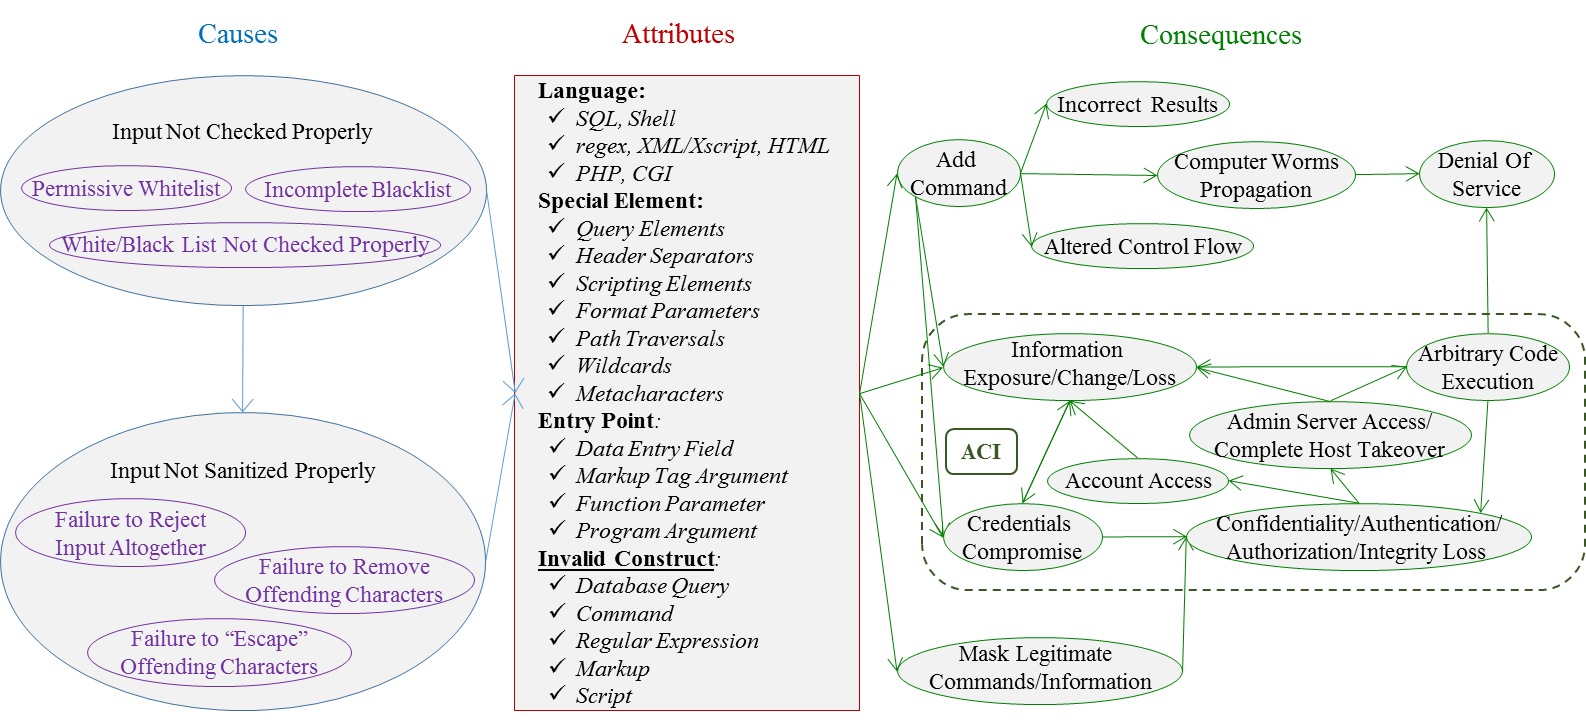 Causes
Attributes
Consequences
Input Not Checked Properly
Permissive Whitelist
Incomplete Blacklist
White/Black List Not Checked Properly
Input Not Sanitized Properly
Failure to Reject
Input Altogether
Failure to Remove
Offending Characters
Failure to “Escape”
Offending Characters
Language:
✓ SQL, Shell
✓ regex, XML/Xscript, HTML
✓ PHP, CGI
Special Element:
✓ Query Elements
✓ Header Separators
✓ Scripting Elements
✓ Format Parameters
✓ Path Traversals
✓ Wildcards
✓ Metacharacters
Entry Point:
✓ Data Entry Field
✓ Markup Tag Argument
✓ Function Parameter
✓ Program Argument
Invalid Construct:
✓ Database Query
✓ Command
✓ Regular Expression
✓ Markup
✓ Script
Incorrect Results
Add
Command
Computer Worms
Propagation
Denial Of
Service
Altered Control Flow
Information
Exposure/Change/Loss
Arbitrary Code
Execution
Admin Server Access/
Complete Host Takeover
ACI
Account Access
Credentials
Compromise
Confidentiality/Authentication/
Authorization/Integrity Loss
Mask Legitimate
Commands/Information